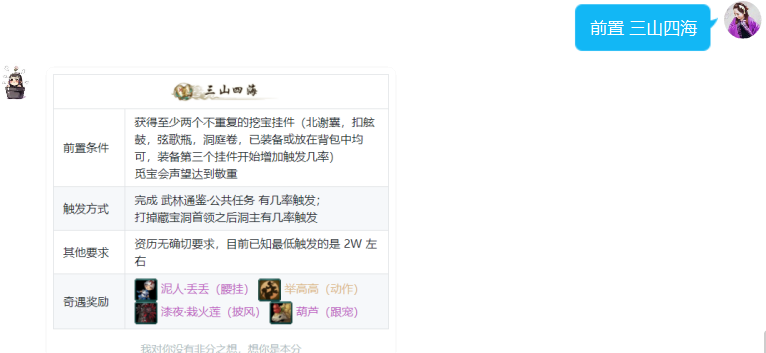 前置 三山四海
三山四海
前置条件
获得至少两个不重复的挖宝挂件（北谢囊，扣舷
鼓，弦歌瓶，洞庭卷，已装备或放在背包中均
可，装备第三个挂件开始增加触发几率）
觅宝会声望达到敬重
触发方式
完成 武林通鉴·公共任务 有几率触发；
打掉藏宝洞首领之后洞主有几率触发
其他要求
资历无确切要求，目前已知最低触发的是 2W 左
右
奇遇奖励
泥人·丢丢（腰挂） 举高高（动作）
漆夜·栽火莲（披风） 葫芦（跟宠）
我对你没有非分之想，想你是本分